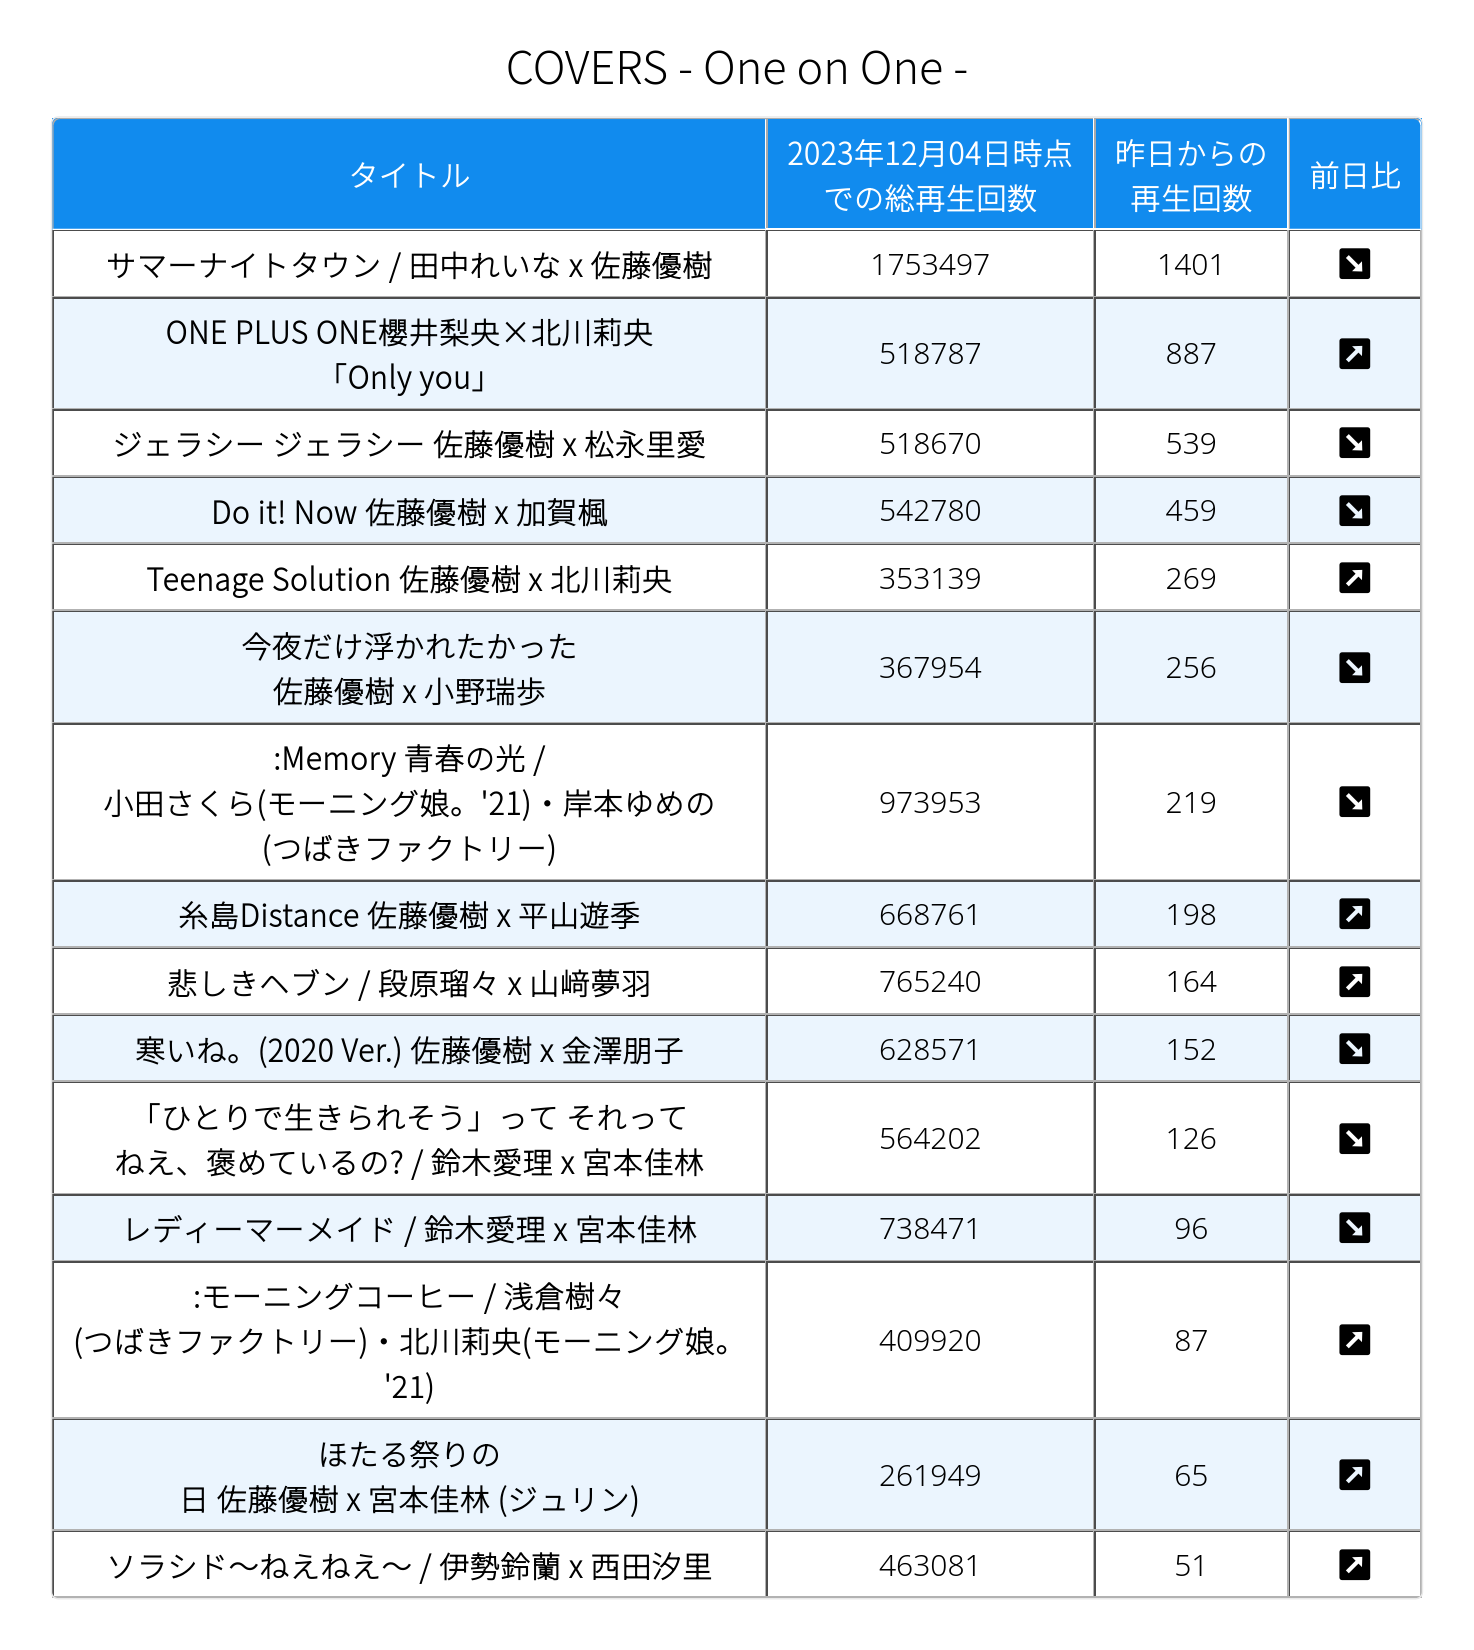 COVERS - One on One -
タイトル
2023年12月04日時点
での総再生回数
昨日からの
再生回数
前日比
サマーナイトタウン / 田中れいな x 佐藤優樹
1753497
1401
ONE PLUS ONE櫻井梨央×北川莉央
「Only you」
518787
887
ジェラシー ジェラシー 佐藤優樹 x 松永里愛
518670
539
Do it! Now 佐藤優樹 x 加賀楓
542780
459
Teenage Solution 佐藤優樹 x 北川莉央
353139
269
今夜だけ浮かれたかった
佐藤優樹 x 小野瑞歩
367954
256
:Memory 青春の光 /
小田さくら(モーニング娘。'21)・岸本ゆめの
(つばきファクトリー)
973953
219
糸島Distance 佐藤優樹 x 平山遊季
668761
198
悲しきヘブン / 段原瑠々 x 山﨑夢羽
765240
164
寒いね。(2020 Ver.) 佐藤優樹 x 金澤朋子
628571
152
「ひとりで生きられそう」って それって
ねえ、褒めているの? / 鈴木愛理 x 宮本佳林
564202
126
レディーマーメイド / 鈴木愛理 x 宮本佳林
738471
96
:モーニングコーヒー / 浅倉樹々
(つばきファクトリー)・北川莉央(モーニング娘。
'21)
409920
87
ほたる祭りの
日 佐藤優樹 x 宮本佳林 (ジュリン)
261949
65
ソラシド～ねえねえ～ / 伊勢鈴蘭 x 西田汐里
463081
51